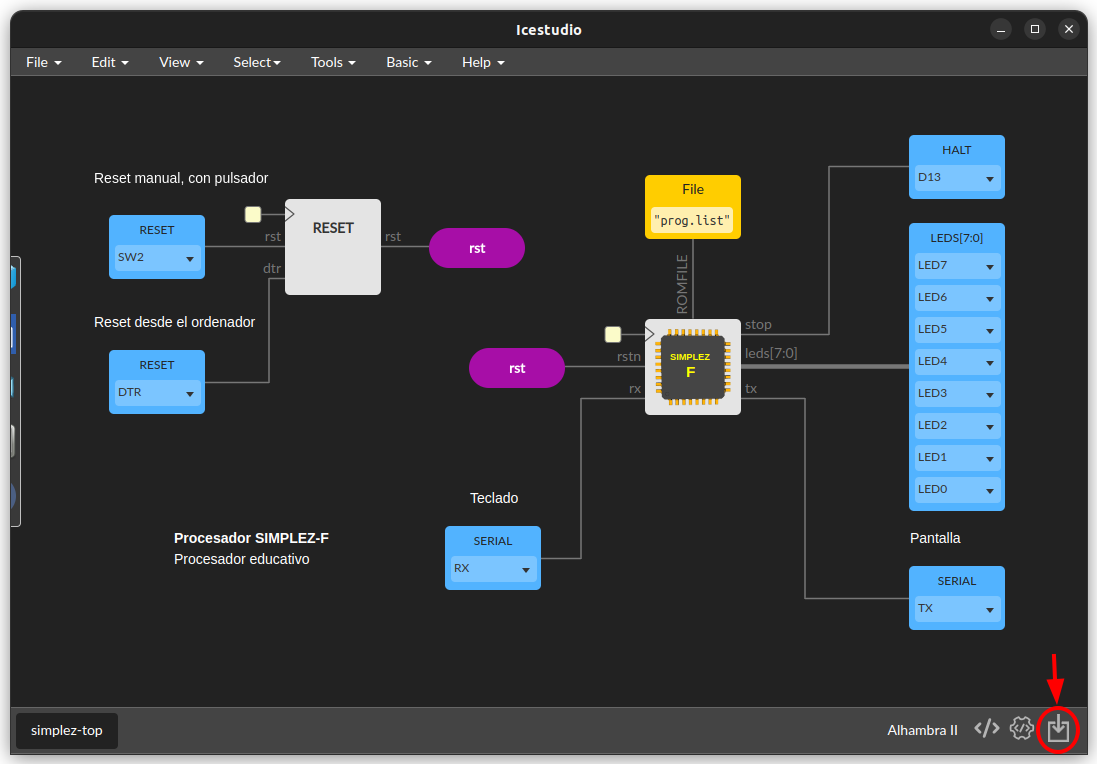 Icestudio
File
Edit
View
Select
Tools
Basic
Help
Reset manual, con pulsador
RESET
SW2
rst
dtr
RESET
rst
rst
Reset desde el ordenador
RESET
DTR
File
"prog.list"
ROMFILE
HALT
D13
LEDS[7:0]
LED7
LED6
LED5
LED4
LED3
LED2
LED1
LED0
rst
rstn
rx
SIMPLEZ
F
stop
leds[7:0]
tx
Teclado
SERIAL
RX
Procesador SIMPLEZ-F
Procesador educativo
Pantalla
SERIAL
TX
simplez-top
Alhambra II